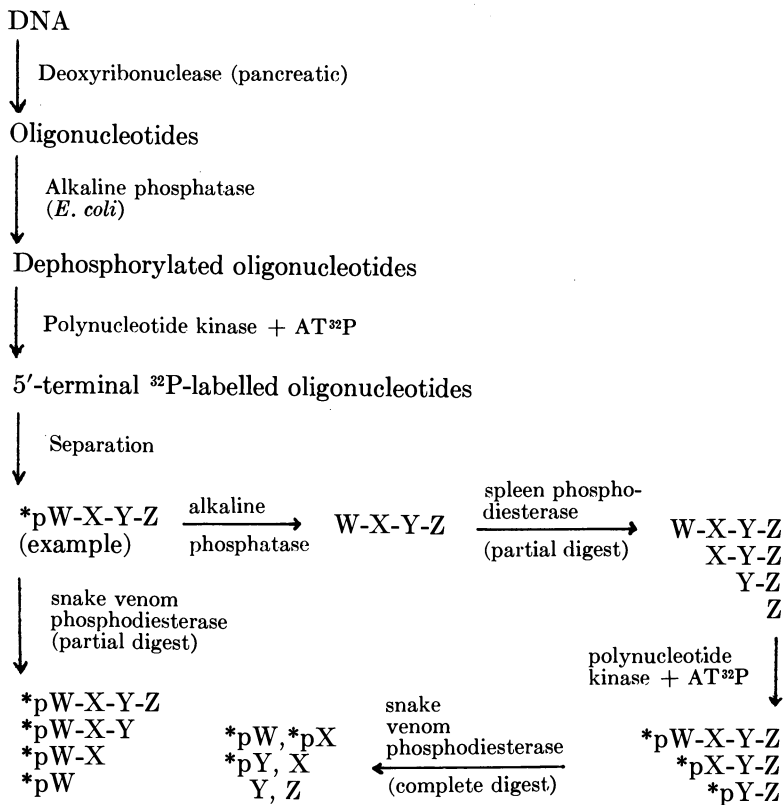 DNA
Deoxyribonuclease (pancreatic)
Oligonucleotides
Alkaline phosphatase
(E. coli)
Dephosphorylated oligonucleotides
Polynucleotide kinase + AT³²P
5′-terminal ³²P-labelled oligonucleotides
Separation
*pW-X-Y-Z
(example)
alkaline
phosphatase
W-X-Y-Z
spleen phospho-
diesterase
(partial digest)
W-X-Y-Z
X-Y-Z
Y-Z
Z
snake venom
phosphodiesterase
(partial digest)
polynucleotide
kinase + AT³²P
*pW-X-Y-Z
*pW-X-Y
*pW-X
*pW
*pW,*pX
*pY, X
Y, Z
snake
venom
phosphodiesterase
(complete digest)
*pW-X-Y-Z
*pX-Y-Z
*pY-Z